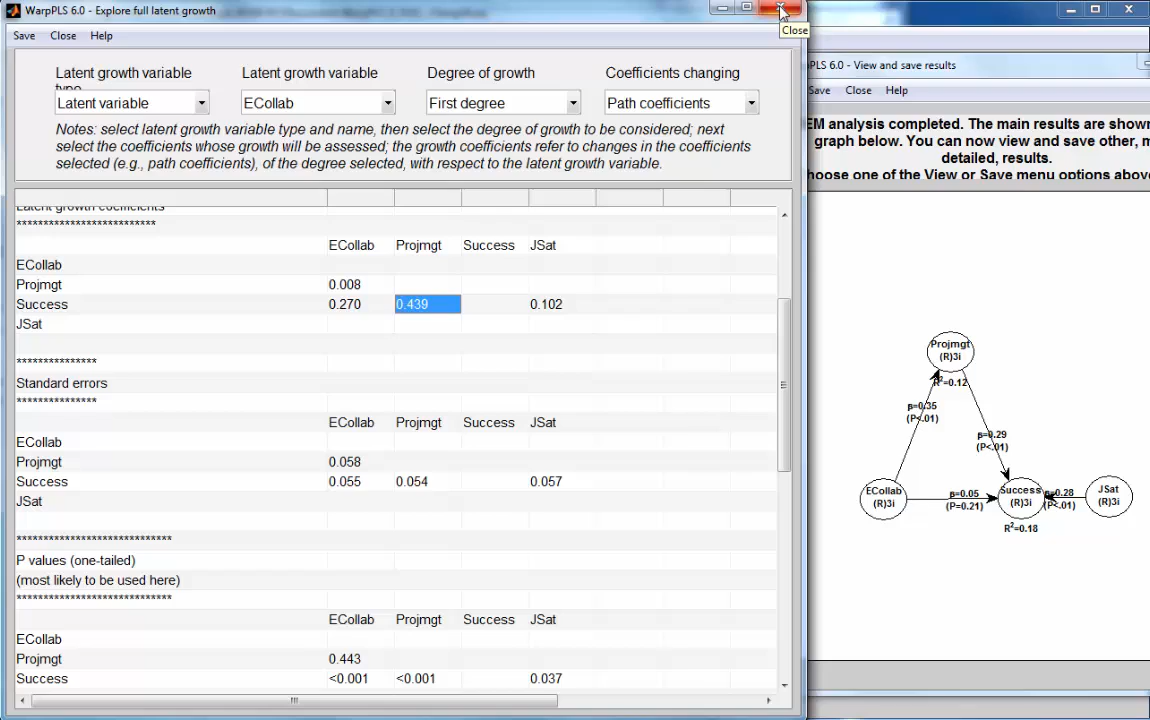 WarpPLS 6.0 - Explore full latent growth
Save Close Help
Close
Latent growth variable type
Latent growth variable
Degree of growth
Coefficients changing
Latent variable
ECollab
First degree
Path coefficients
Notes: select latent growth variable type and name, then select the degree of growth to be considered; next
select the coefficients whose growth will be assessed; the growth coefficients refer to changes in the coefficients
selected (e.g., path coefficients), of the degree selected, with respect to the latent growth variable.
Latent growth coefficients
**************************
ECollab Projmgt Success JSat
ECollab
Projmgt 0.008
Success 0.270 0.439 0.102
JSat
***************
Standard errors
***************
ECollab Projmgt Success JSat
ECollab
Projmgt 0.058
Success 0.055 0.054 0.057
JSat
*****************************
P values (one-tailed)
(most likely to be used here)
*****************************
ECollab Projmgt Success JSat
ECollab
Projmgt 0.443
Success <0.001 <0.001 0.037
PLS 6.0 - View and save results
Save Close Help
EM analysis completed. The main results are shown
graph below. You can now view and save other, m
detailed, results.
hoose one of the View or Save menu options above
Projmgt
(R)3i
R²=0.12
β=0.35
(P<.01)
β=0.29
(P<.01)
ECollab
(R)3i
β=0.05
(P=0.21)
Success
(R)3i
R²=0.18
β=0.28
(P<.01)
JSat
(R)3i